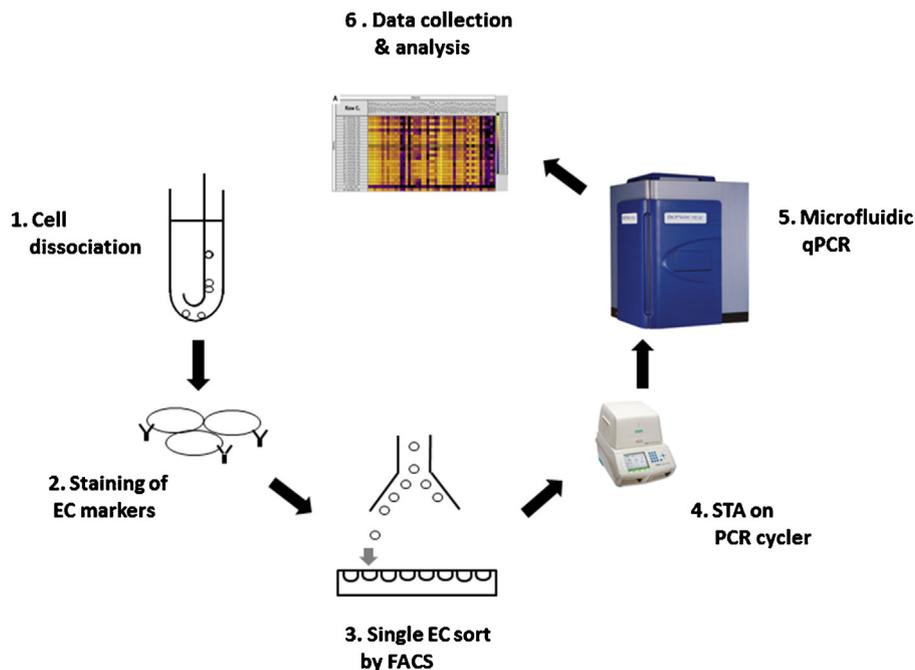 6 . Data collection
& analysis
A
1. Cell
dissociation
5. Microfluidic
qPCR
2. Staining of
EC markers
4. STA on
PCR cycler
3. Single EC sort
by FACS